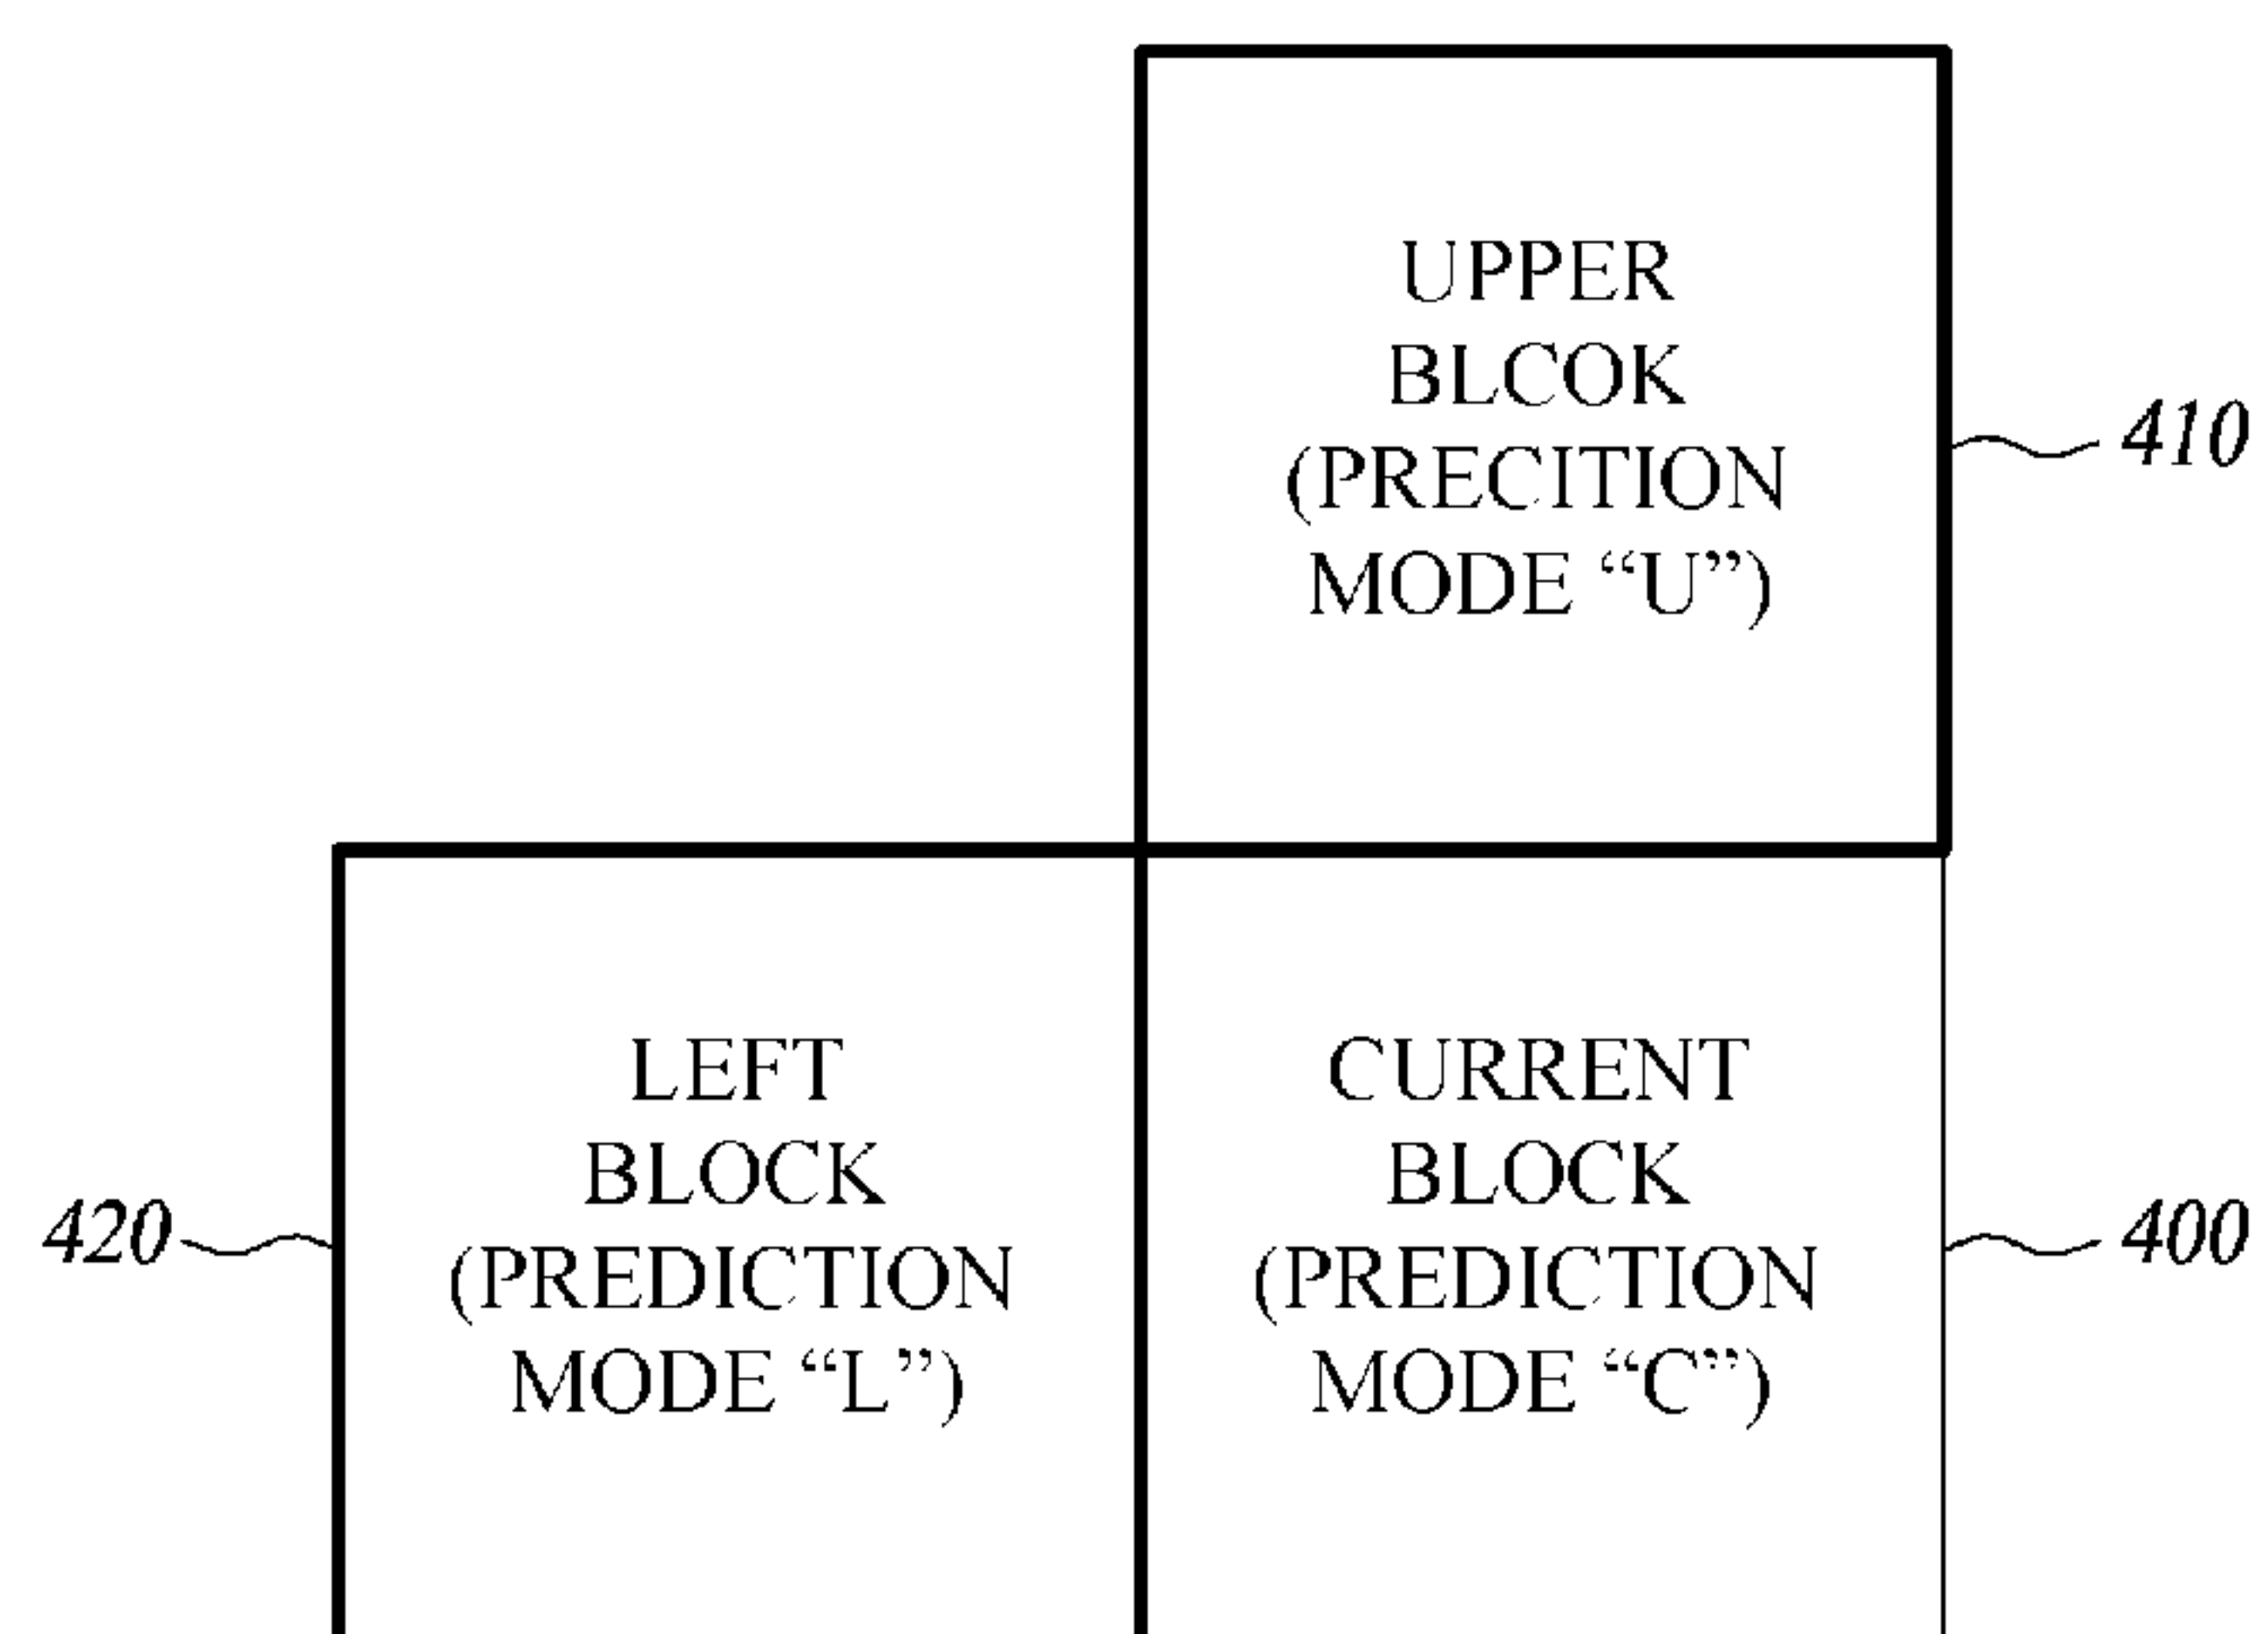 UPPER
BLCOK
(PRECITION
MODE “U”)
410
LEFT
BLOCK
(PREDICTION
MODE “L”)
420
CURRENT
BLOCK
(PREDICTION
MODE “C”)
400